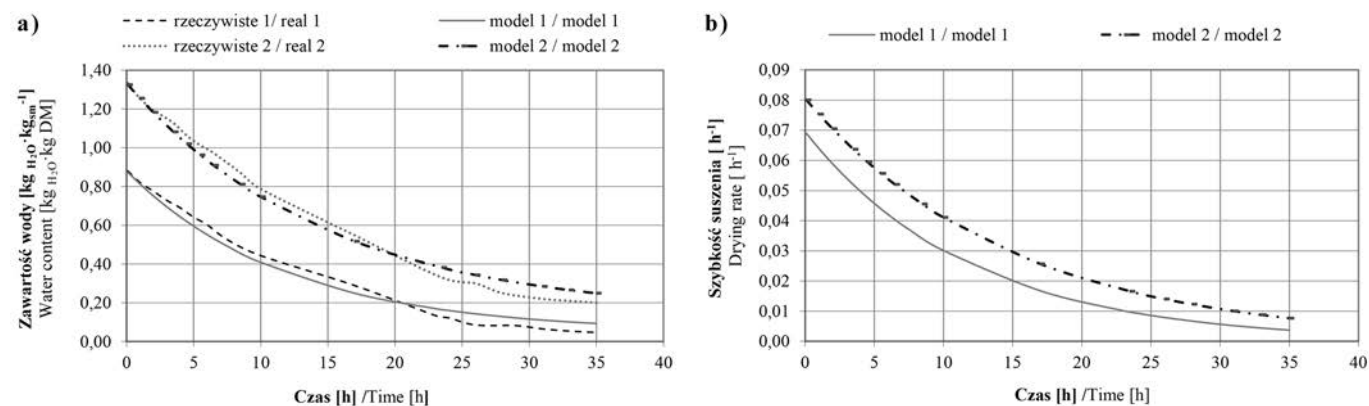 a)
rzeczywiste 1/ real 1
model 1 / model 1
rzeczywiste 2 / real 2
model 2 / model 2
Zawartość wody [kg H₂O·kg sm⁻¹]
Water content [kg H₂O·kg DM]
1,40
1,20
1,00
0,80
0,60
0,40
0,20
0,00
0
5
10
15
20
25
30
35
40
Czas [h] /Time [h]
b)
model 1 / model 1
model 2 / model 2
Szybkość suszenia [ h⁻¹]
Drying rate [ h⁻¹]
0,09
0,08
0,07
0,06
0,05
0,04
0,03
0,02
0,01
0,00
0
5
10
15
20
25
30
35
40
Czas [h] /Time [h]